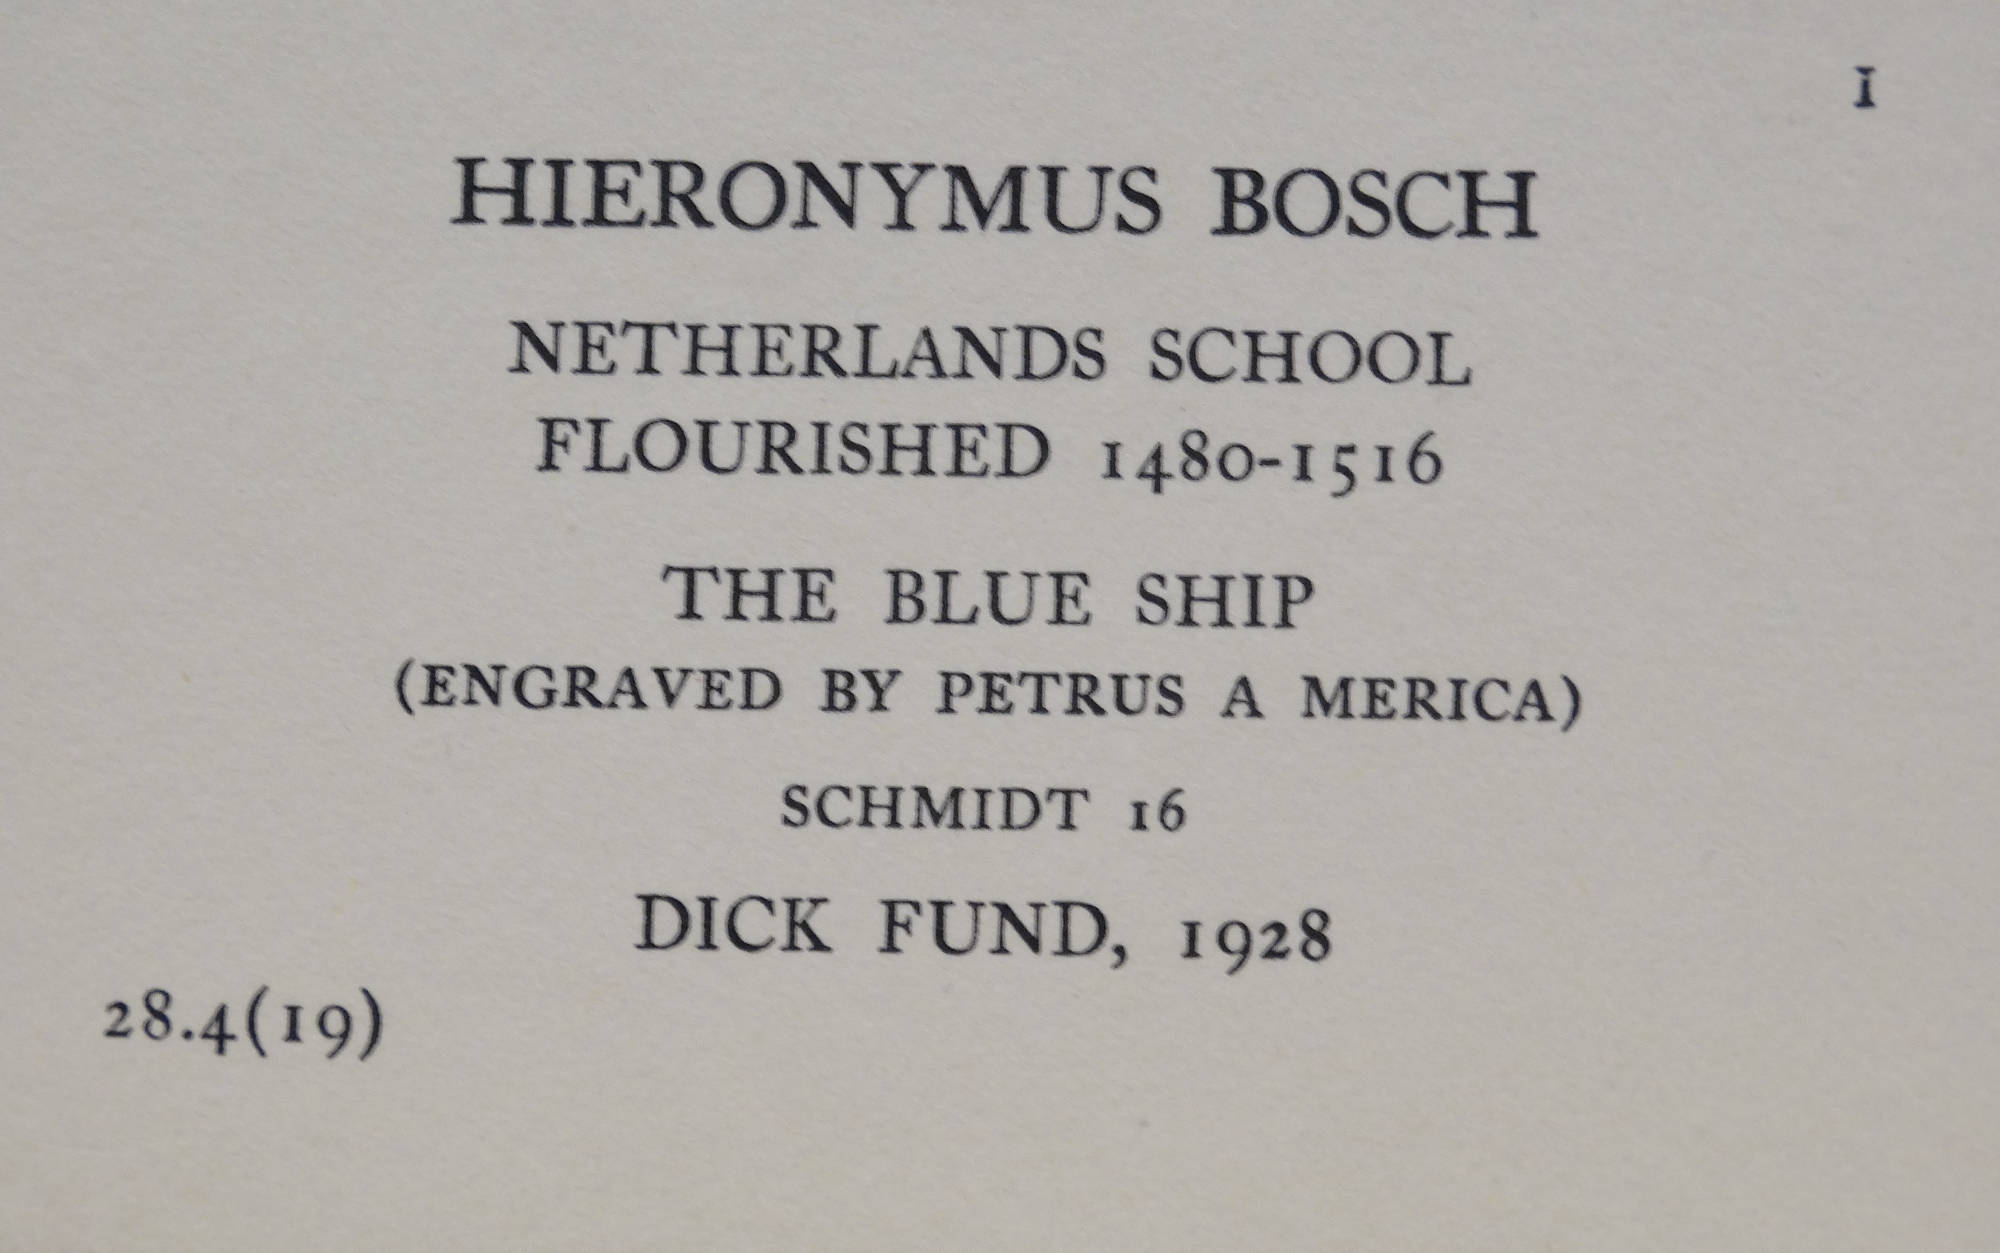 1
HIERONYMUS BOSCH
NETHERLANDS SCHOOL
FLOURISHED 1480-1516
THE BLUE SHIP
(ENGRAVED BY PETRUS A MERICA)
SCHMIDT 16
DICK FUND, 1928
28.4(19)